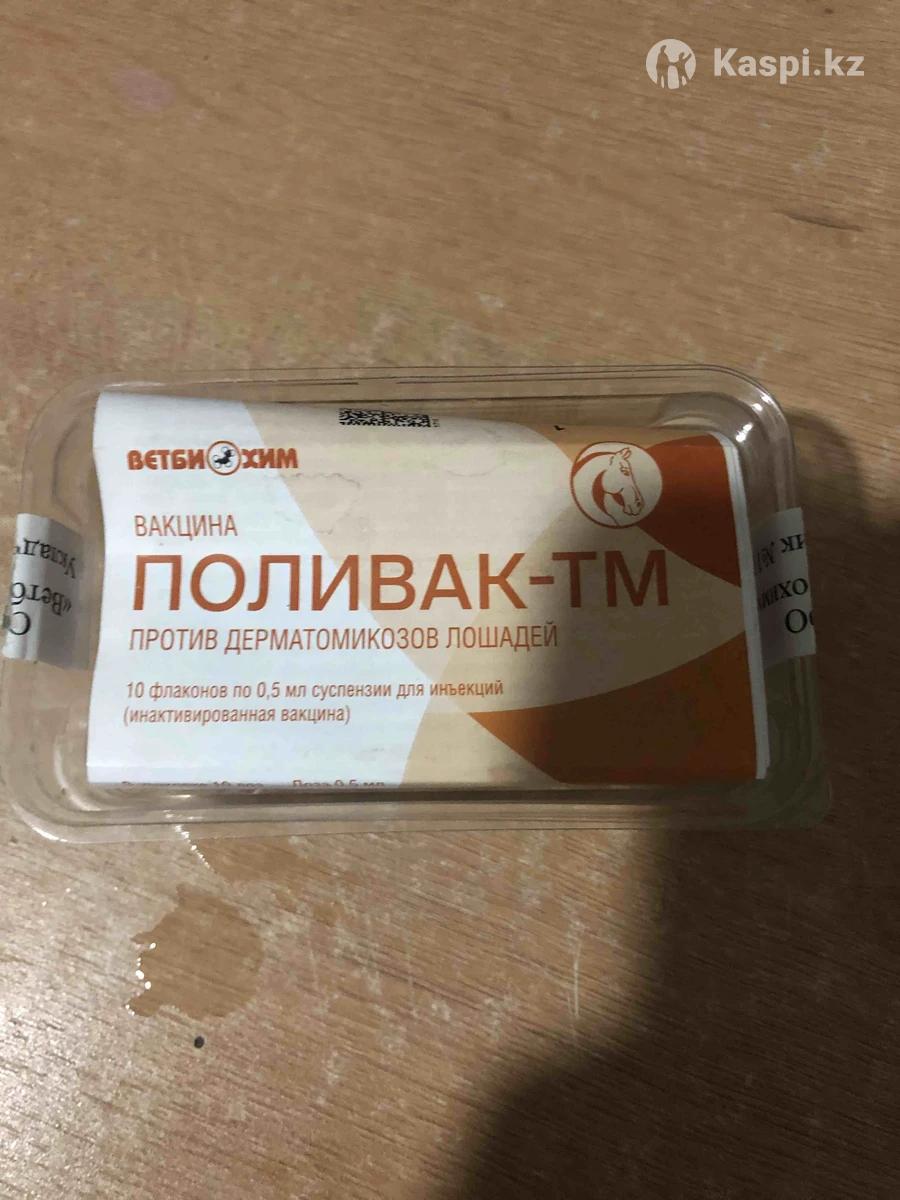 Kaspi.kz
ВЕТБИОХИМ
ВАКЦИНА
ПОЛИВАК-ТМ
ПРОТИВ ДЕРМАТОМИКОЗОВ ЛОШАДЕЙ
10 флаконов по 0,5 мл суспензии для инъекций
(инактивированная вакцина)